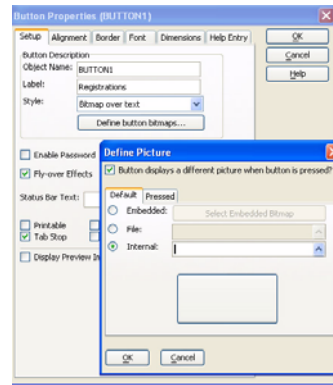 Button Properties (BUTTON1)
Setup Alignment Border Font Dimensions Help Entry
OK
Cancel
Help
Button Description
Object Name: BUTTON1
Label: Registrations
Style: Bitmap over text
Define button bitmaps...
Enable Password
Fly-over Effects
Status Bar Text:
Printable
Tab Stop
Display Preview In
Define Picture
Button displays a different picture when button is pressed?
Default Pressed
Embedded: Select Embedded Bitmap
File:
Internal:
OK Cancel